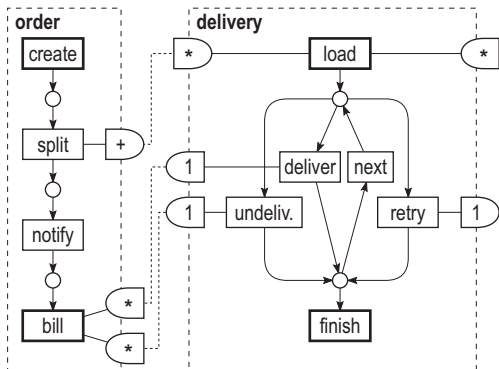 order
delivery
create
*
load
*
split
+
1
deliver
next
1
undeliv.
retry
1
notify
*
bill
*
finish